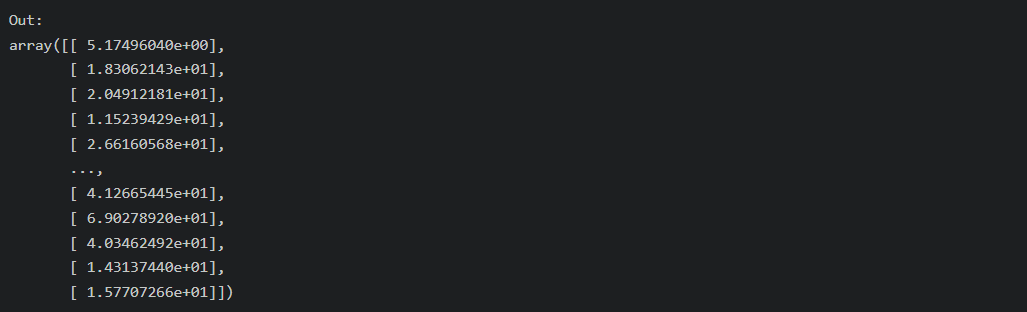 Out:
array([[ 5.17496040e+00],
[ 1.83062143e+01],
[ 2.04912181e+01],
[ 1.15239429e+01],
[ 2.66160568e+01],
...,
[ 4.12665445e+01],
[ 6.90278920e+01],
[ 4.03462492e+01],
[ 1.43137440e+01],
[ 1.57707266e+01]])